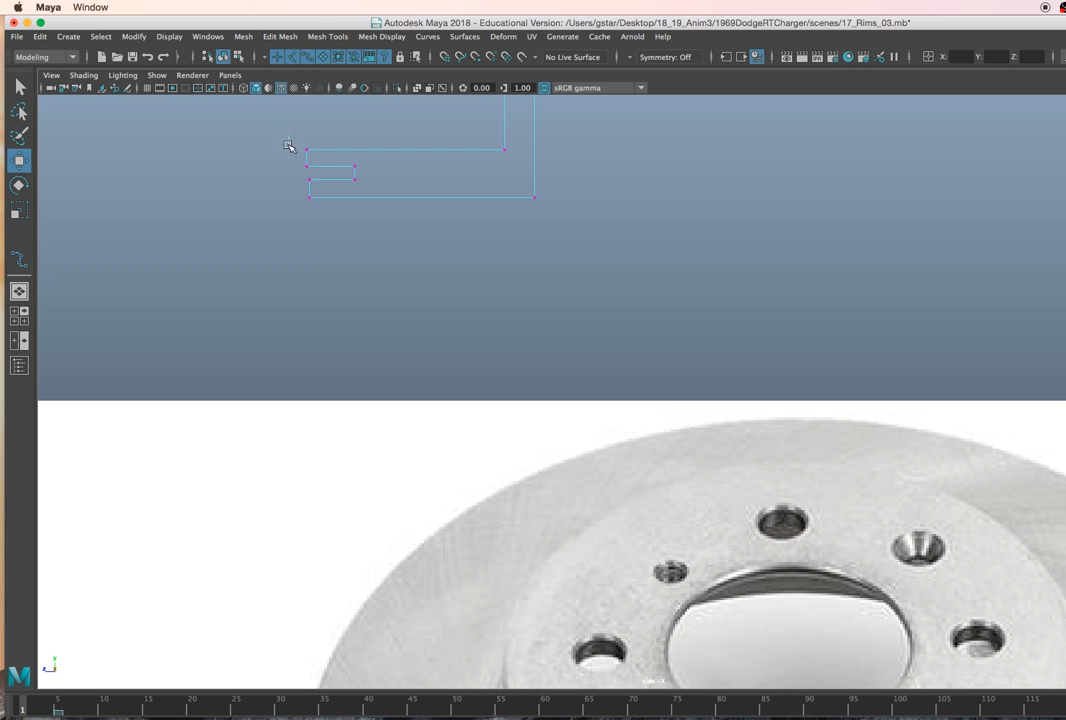 Maya Window
Autodesk Maya 2018 - Educational Version: /Users/gstar/Desktop/18_19_Anim3/1969DodgeRTCharger/scenes/17_Rims_03.mb*
File Edit Create Select Modify Display Windows Mesh Edit Mesh Mesh Tools Mesh Display Curves Surfaces Deform UV Generate Cache Arnold Help
Modeling No Live Surface Symmetry: Off X: Y: Z:
View Shading Lighting Show Renderer Panels
0.00 1.00 sRGB gamma
y
z
side -X
5 10 15 20 25 30 35 40 45 50 55 60 65 70 75 80 85 90 95 100 105 110 115
1